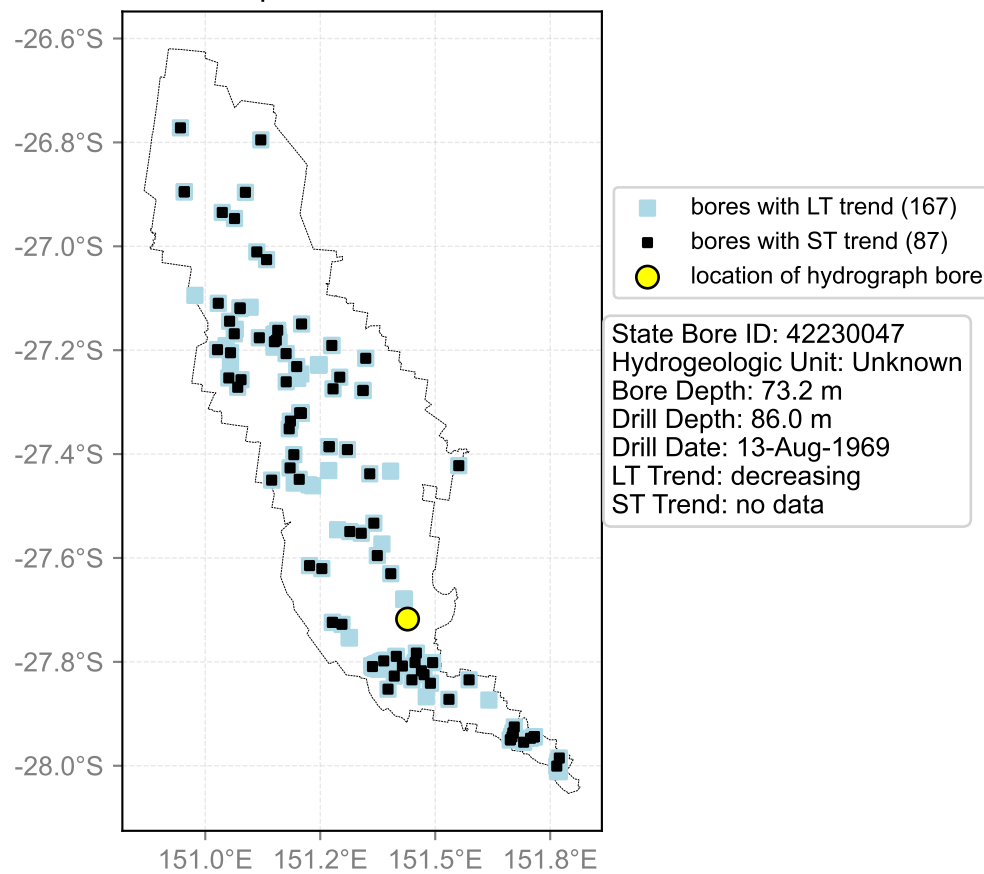 -26.6°S
-26.8°S
-27.0°S
-27.2°S
-27.4°S
-27.6°S
-27.8°S
-28.0°S
151.0°E 151.2°E 151.5°E 151.8°E
bores with LT trend (167)
bores with ST trend (87)
location of hydrograph bore
State Bore ID: 42230047
Hydrogeologic Unit: Unknown
Bore Depth: 73.2 m
Drill Depth: 86.0 m
Drill Date: 13-Aug-1969
LT Trend: decreasing
ST Trend: no data